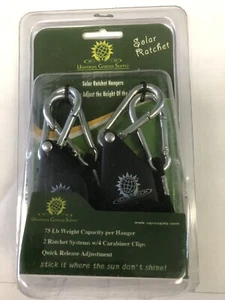 Solar
Ratchet
Solar Ratchet Hangers
Adjust the Height Of the
75 Lb Weight Capacity per Hanger
2 Ratchet Systems w/4 Carabiner Clips
Quick Release Adjustment
stick it where the sun don't shine!